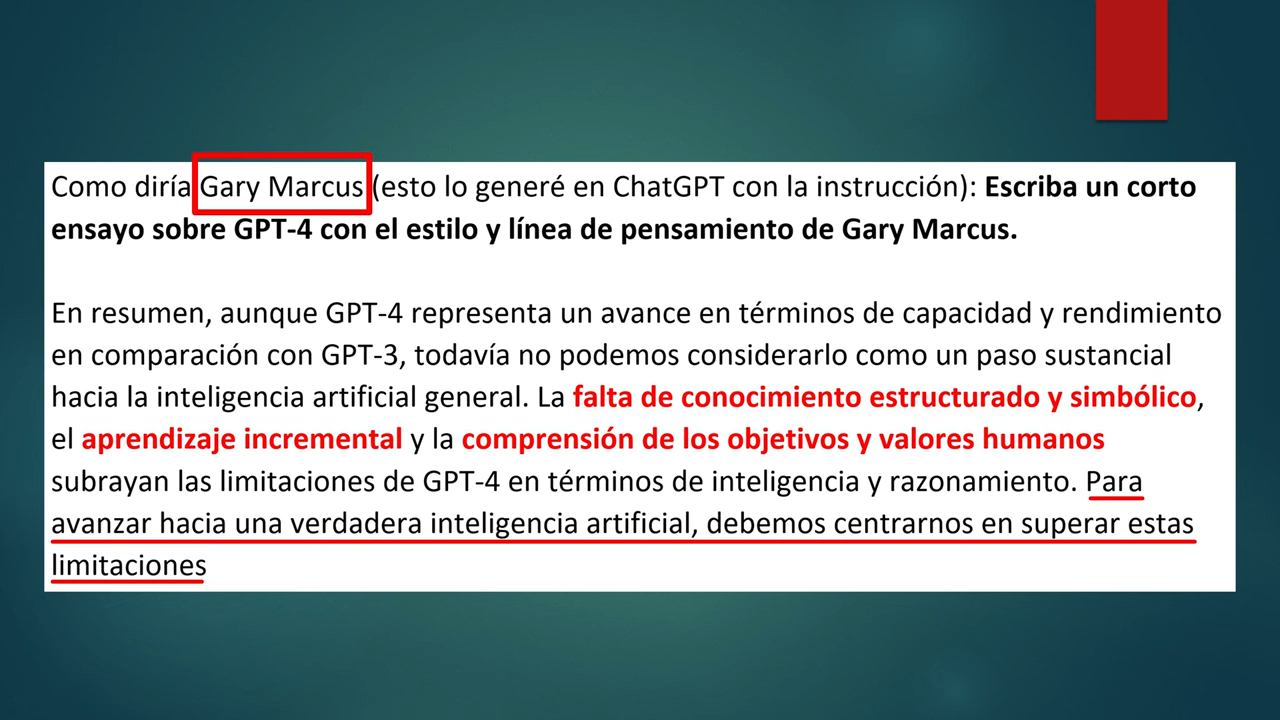 Como diría Gary Marcus (esto lo generé en ChatGPT con la instrucción): Escriba un corto
ensayo sobre GPT-4 con el estilo y línea de pensamiento de Gary Marcus.
En resumen, aunque GPT-4 representa un avance en términos de capacidad y rendimiento
en comparación con GPT-3, todavía no podemos considerarlo como un paso sustancial
hacia la inteligencia artificial general. La falta de conocimiento estructurado y simbólico,
el aprendizaje incremental y la comprensión de los objetivos y valores humanos
subrayan las limitaciones de GPT-4 en términos de inteligencia y razonamiento. Para
avanzar hacia una verdadera inteligencia artificial, debemos centrarnos en superar estas
limitaciones